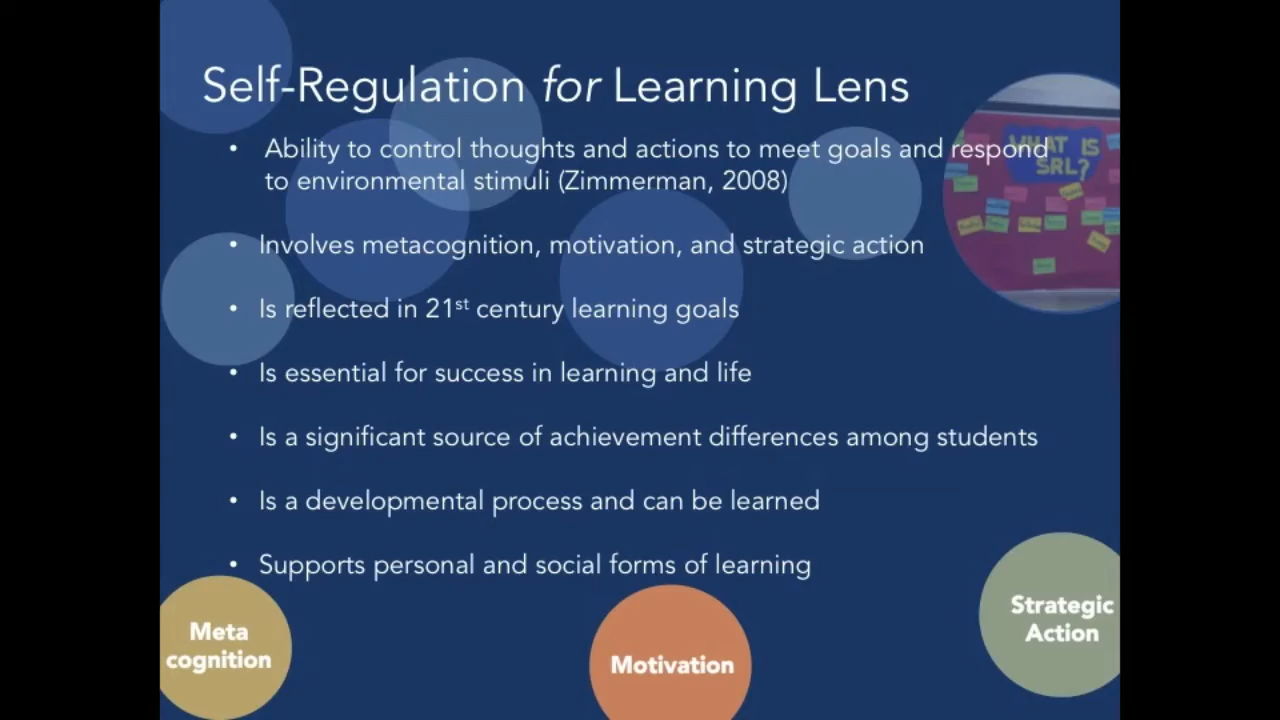 Self-Regulation for Learning Lens
• Ability to control thoughts and actions to meet goals and respond
to environmental stimuli (Zimmerman, 2008)
• Involves metacognition, motivation, and strategic action
• Is reflected in 21st century learning goals
• Is essential for success in learning and life
• Is a significant source of achievement differences among students
• Is a developmental process and can be learned
• Supports personal and social forms of learning
WHAT IS
SRL?
Meta
cognition
Motivation
Strategic
Action